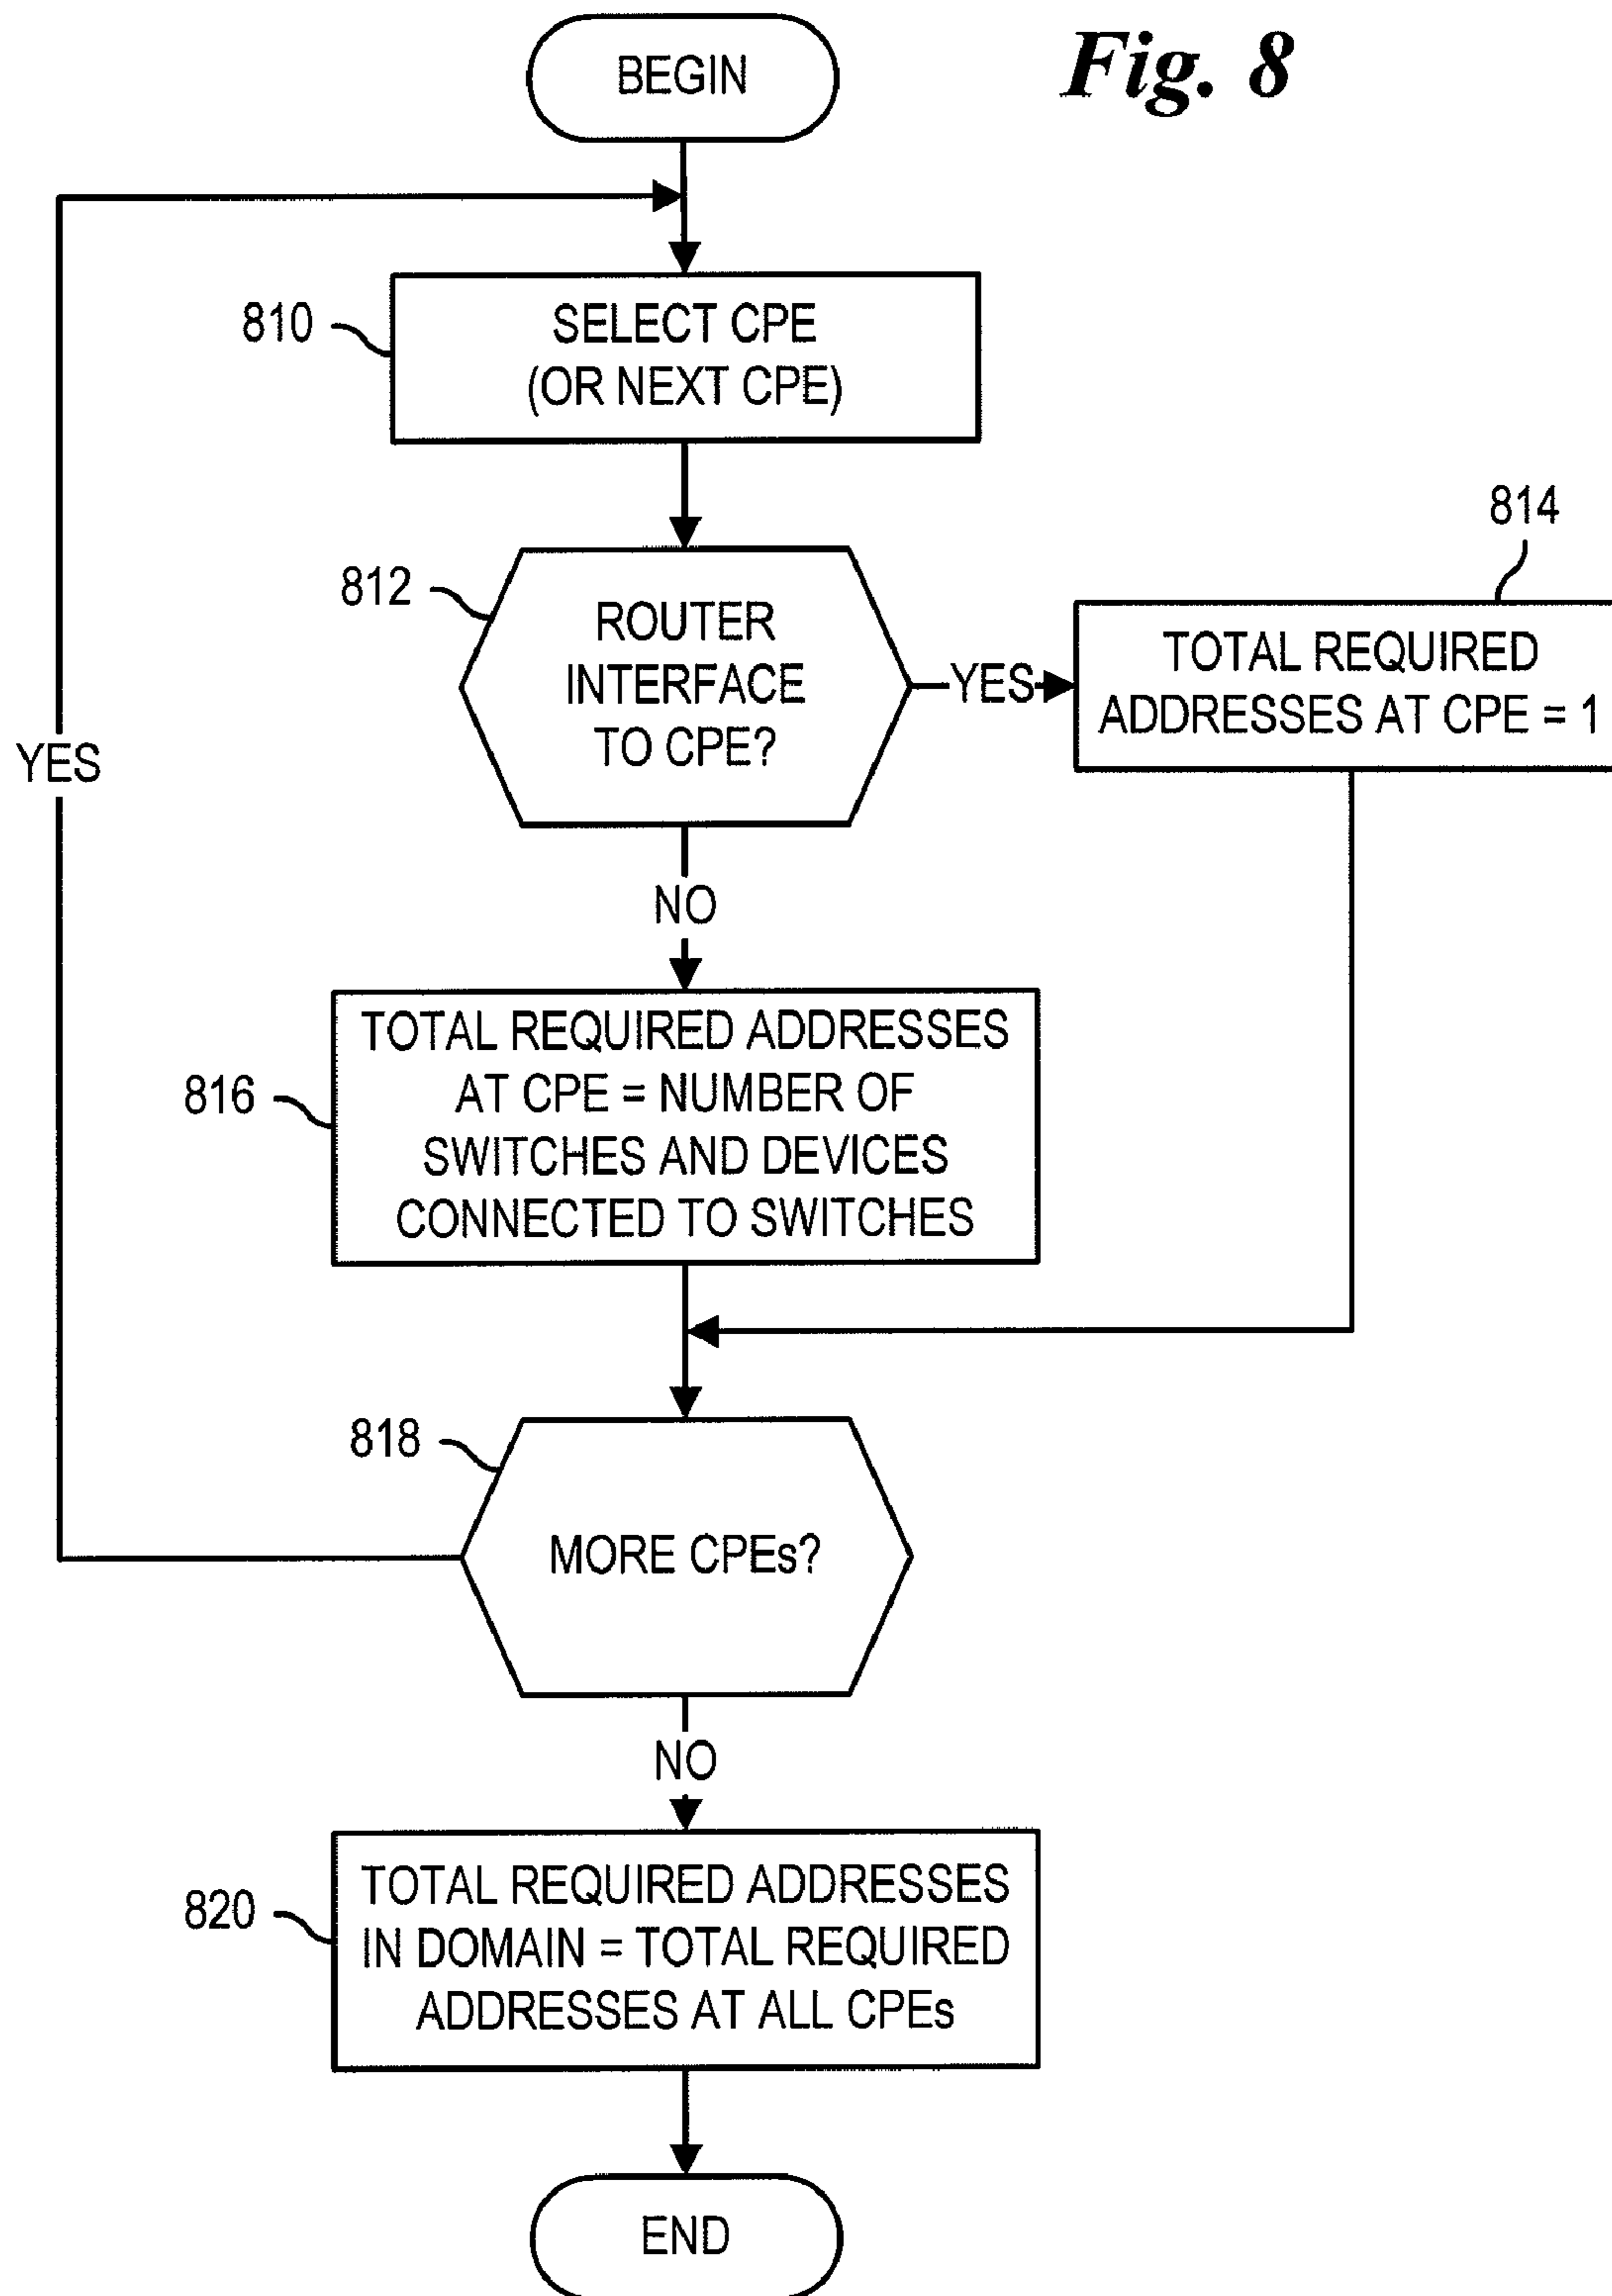 Fig. 8
BEGIN
810
SELECT CPE
(OR NEXT CPE)
812
ROUTER
INTERFACE
TO CPE?
YES
814
TOTAL REQUIRED
ADDRESSES AT CPE = 1
YES
NO
816
TOTAL REQUIRED ADDRESSES
AT CPE = NUMBER OF
SWITCHES AND DEVICES
CONNECTED TO SWITCHES
818
MORE CPEs?
NO
820
TOTAL REQUIRED ADDRESSES
IN DOMAIN = TOTAL REQUIRED
ADDRESSES AT ALL CPEs
END